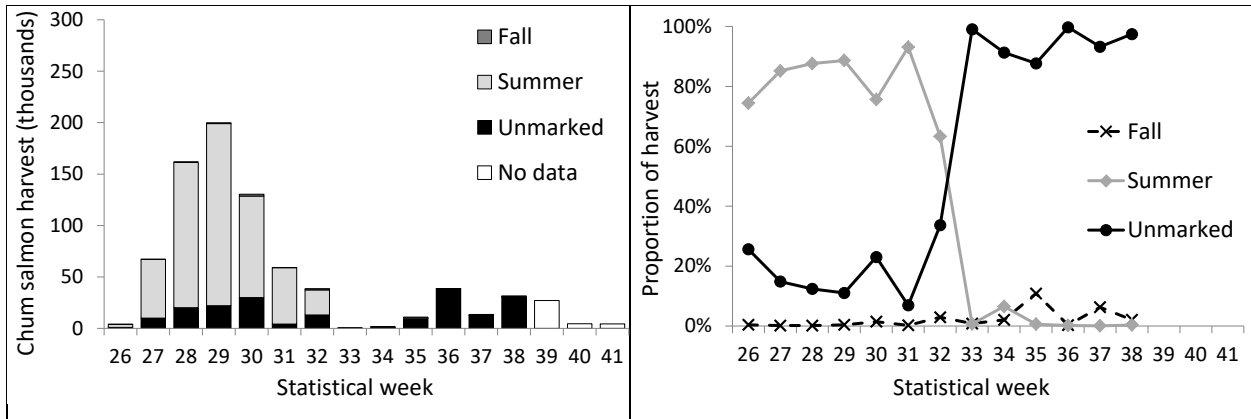 Chum salmon harvest (thousands)
300
250
200
150
100
50
0
Fall
Summer
Unmarked
No data
26 27 28 29 30 31 32 33 34 35 36 37 38 39 40 41
Statistical week
Proportion of harvest
100%
80%
60%
40%
20%
0%
Fall
Summer
Unmarked
26 27 28 29 30 31 32 33 34 35 36 37 38 39 40 41
Statistical week